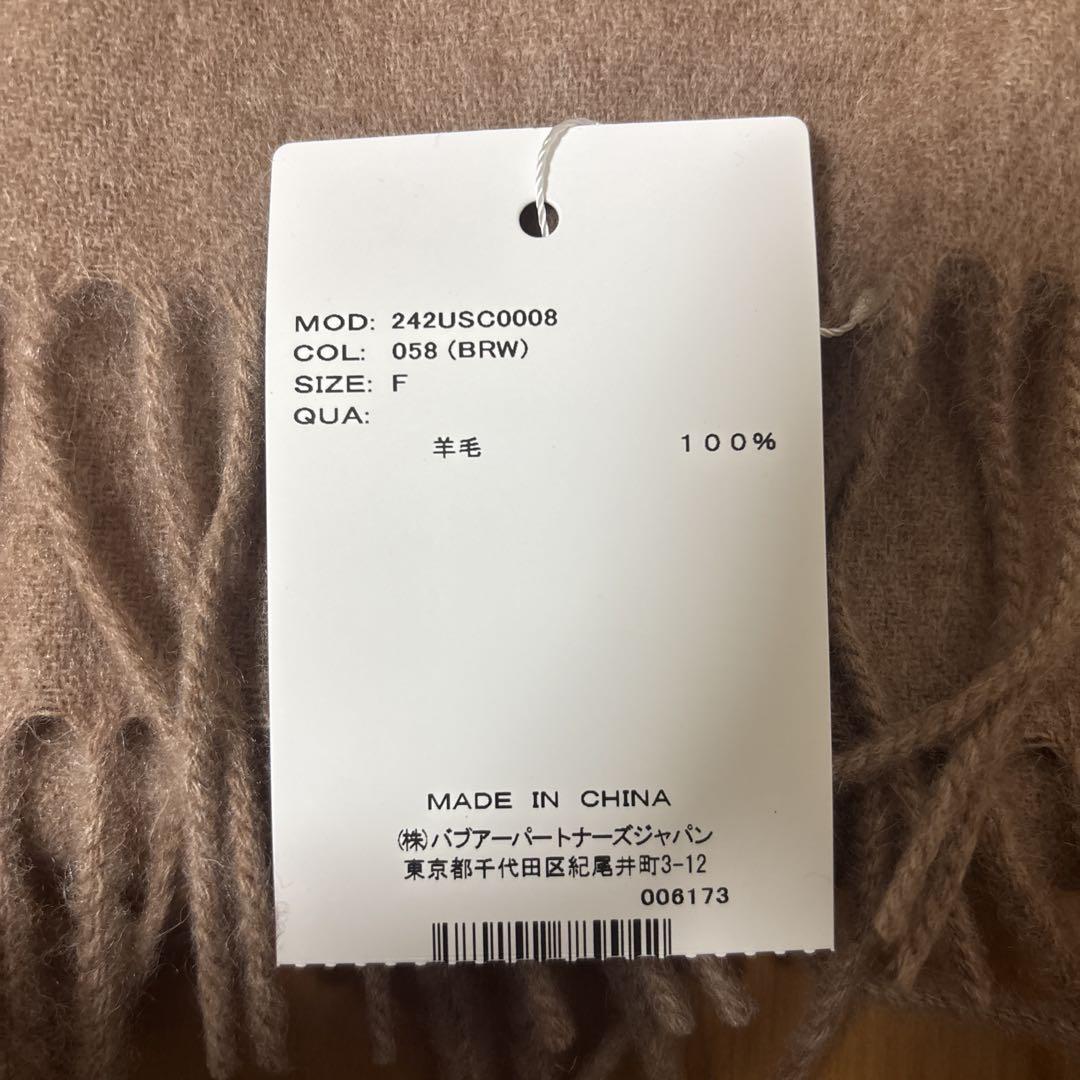 MOD: 242USC0008
COL: 058 (BRW)
SIZE: F
QUA:
羊毛 100%
MADE IN CHINA
(株)バブアーパートナーズジャパン
東京都千代田区紀尾井町3-12
006173